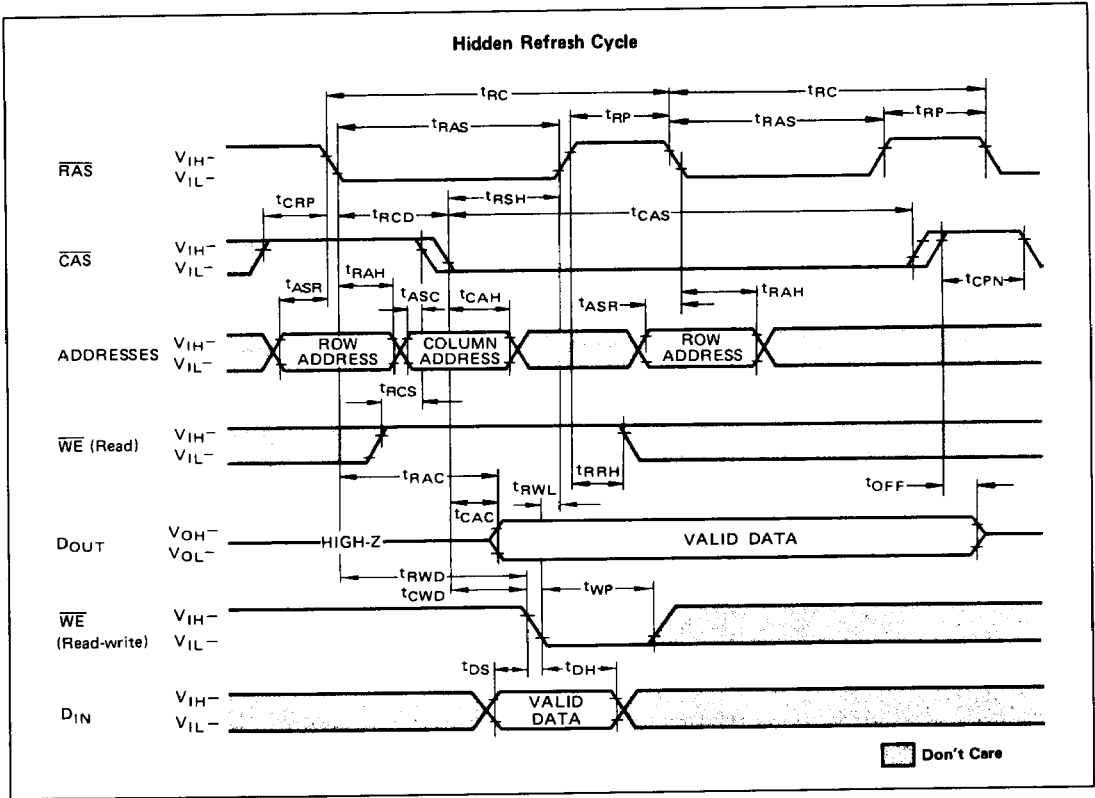 Hidden Refresh Cycle
tRC tRC
tRAS tRP tRAS tRP
RAS VIH–
VIL–
tCRP tRCD tRSH tCAS
CAS VIH–
VIL–
tASR tRAH tASC tCAH tASR tRAH tCPN
ADDRESSES VIH–
VIL–
ROW ADDRESS
COLUMN ADDRESS
ROW ADDRESS
tRCS
WE (Read) VIH–
VIL–
tRAC tRWL tRRH tOFF
tCAC
DOUT VOH–
VOL–
HIGH-Z VALID DATA
tRWD
tCWD tWP
WE (Read-write) VIH–
VIL–
tDS tDH
DIN VIH–
VIL–
VALID DATA
Don't Care